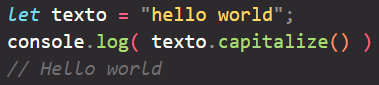 let texto = "hello world";
console.log( texto.capitalize() )
// Hello world